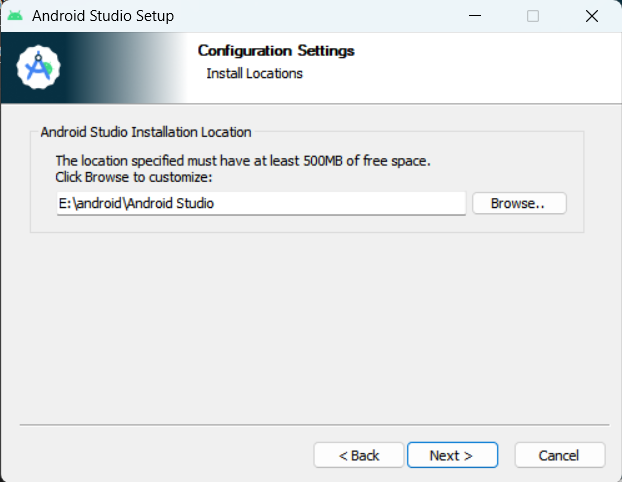 Android Studio Setup
Configuration Settings
Install Locations
Android Studio Installation Location
The location specified must have at least 500MB of free space.
Click Browse to customize:
E:\android\Android Studio
Browse..
< Back
Next >
Cancel